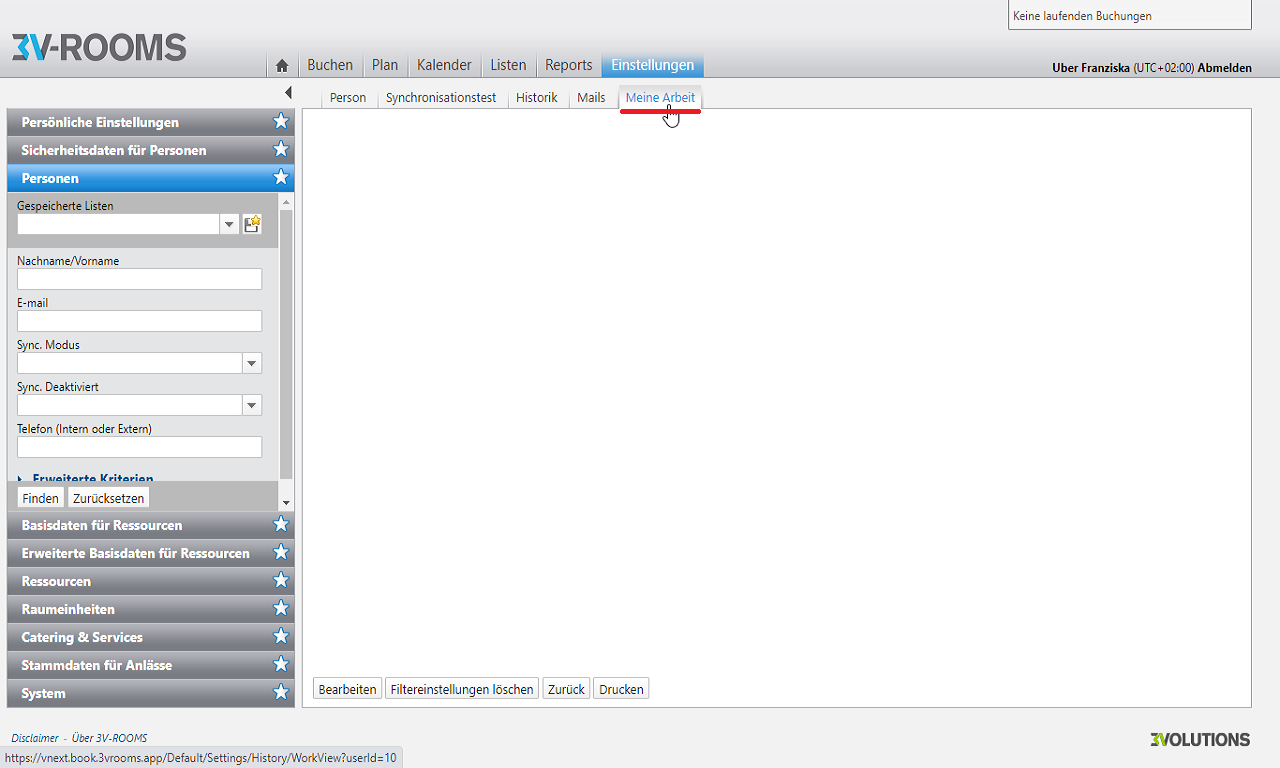 Keine laufenden Buchungen
3V-ROOMS
Buchen Plan Kalender Listen Reports Einstellungen
Uber Franziska (UTC+02:00) Abmelden
Person Synchronisationstest Historik Mails Meine Arbeit
Persönliche Einstellungen
Sicherheitsdaten für Personen
Personen
Gespeicherte Listen
Nachname/Vorname
E-mail
Sync. Modus
Sync. Deaktiviert
Telefon (Intern oder Extern)
Erweiterte Kriterien
Finden Zurücksetzen
Basisdaten für Ressourcen
Erweiterte Basisdaten für Ressourcen
Ressourcen
Raumeinheiten
Catering & Services
Stammdaten für Anlässe
System
Bearbeiten Filtereinstellungen löschen Zurück Drucken
Disclaimer - Über 3V-ROOMS
3VOLUTIONS
https://vnext.book.3vrooms.app/Default/Settings/History/WorkView?userId=10